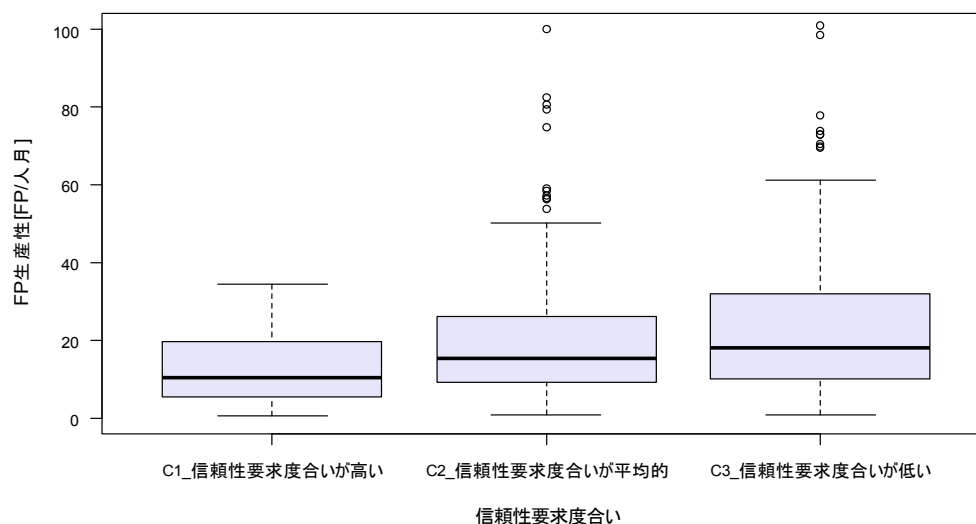 100
80
60
40
20
0
FP生産性[FP/人月]
C1_信頼性要求度合いが高い
C2_信頼性要求度合いが平均的
C3_信頼性要求度合いが低い
信頼性要求度合い